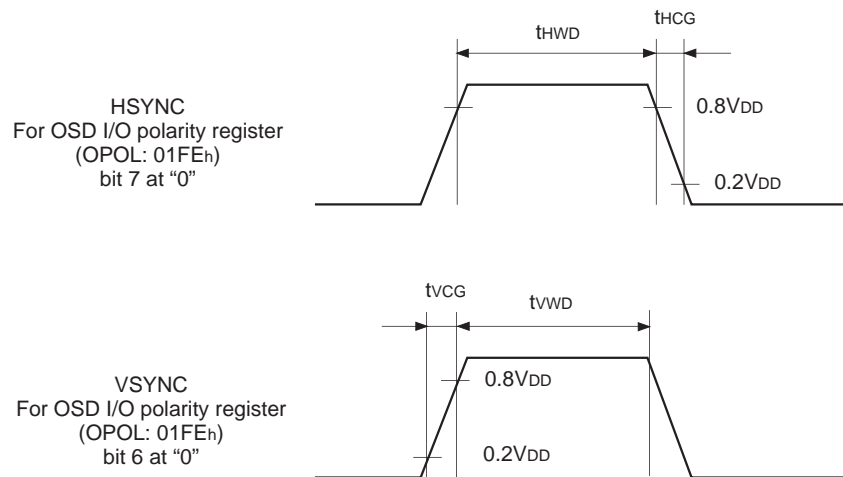 tHWD
tHCG
HSYNC
For OSD I/O polarity register
(OPOL: 01FEh)
bit 7 at “0”
0.8VDD
0.2VDD
tVCG
tVWD
VSYNC
For OSD I/O polarity register
(OPOL: 01FEh)
bit 6 at “0”
0.8VDD
0.2VDD